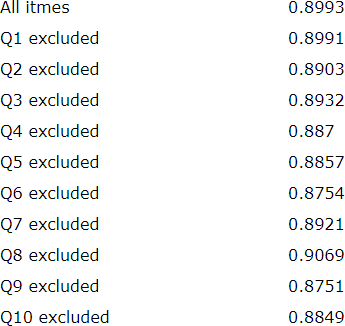 All itmes 0.8993
Q1 excluded 0.8991
Q2 excluded 0.8903
Q3 excluded 0.8932
Q4 excluded 0.887
Q5 excluded 0.8857
Q6 excluded 0.8754
Q7 excluded 0.8921
Q8 excluded 0.9069
Q9 excluded 0.8751
Q10 excluded 0.8849